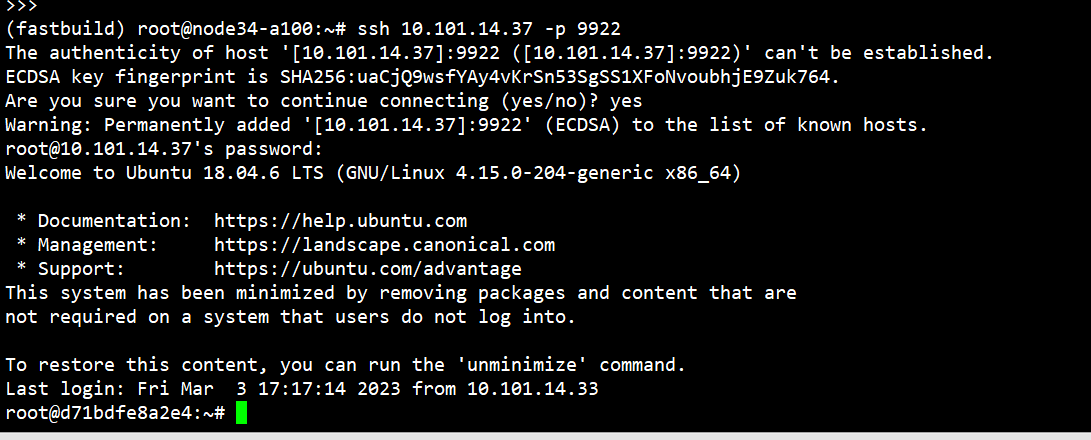 >>>
(fastbuild) root@node34-a100:~# ssh 10.101.14.37 -p 9922
The authenticity of host '[10.101.14.37]:9922 ([10.101.14.37]:9922)' can't be established.
ECDSA key fingerprint is SHA256:uaCjQ9wsfYAy4vKrSn53SgSS1XFoNvoubhjE9Zuk764.
Are you sure you want to continue connecting (yes/no)? yes
Warning: Permanently added '[10.101.14.37]:9922' (ECDSA) to the list of known hosts.
root@10.101.14.37's password:
Welcome to Ubuntu 18.04.6 LTS (GNU/Linux 4.15.0-204-generic x86_64)

 * Documentation:  https://help.ubuntu.com
 * Management:     https://landscape.canonical.com
 * Support:        https://ubuntu.com/advantage
This system has been minimized by removing packages and content that are
not required on a system that users do not log into.

To restore this content, you can run the 'unminimize' command.
Last login: Fri Mar  3 17:17:14 2023 from 10.101.14.33
root@d71bdfe8a2e4:~#